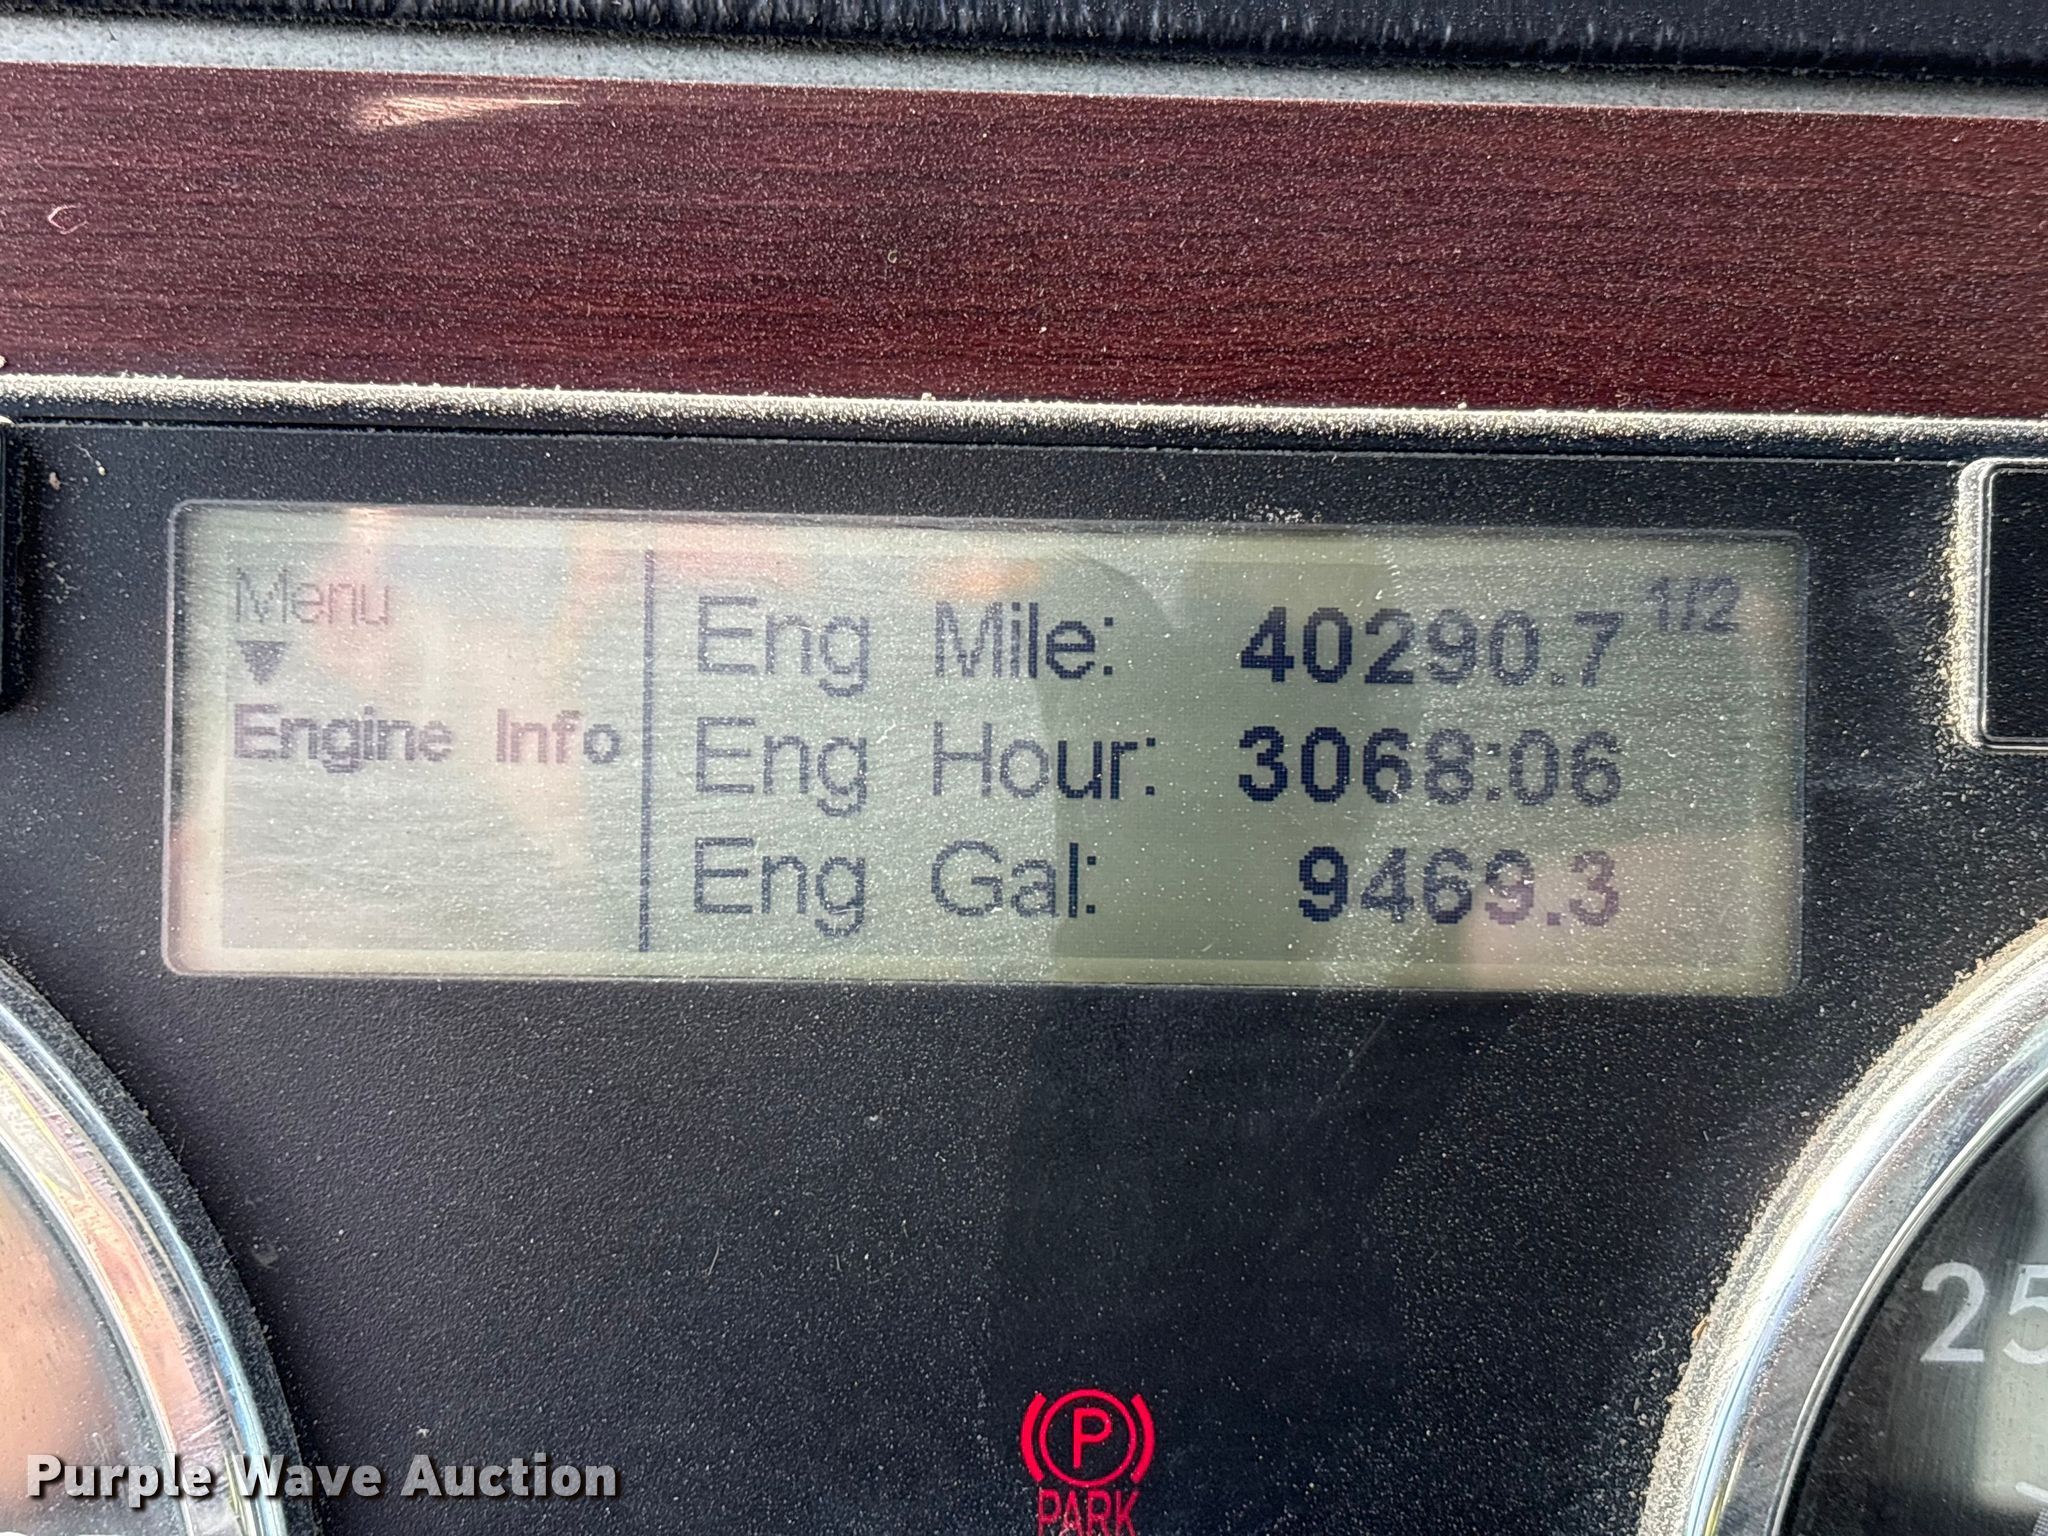 Menu
Engine Info
Eng Mile: 40290.7 1/2
Eng Hour: 3068:06
Eng Gal: 9469.3
25
P
PARK
Purple Wave Auction